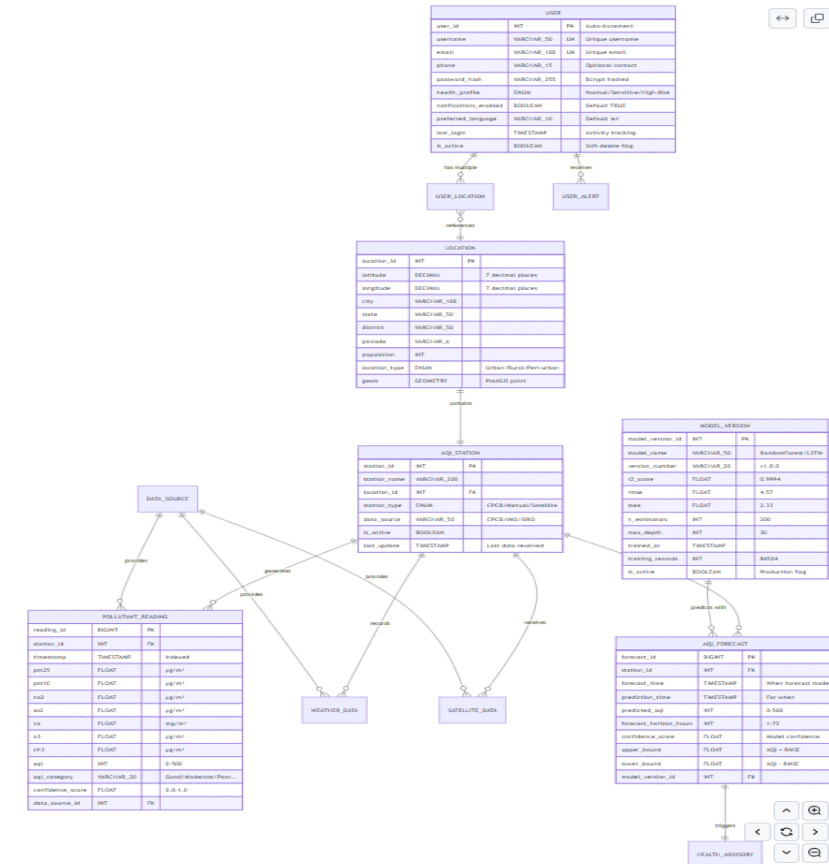 USER
user_id INT PK Auto-increment
username VARCHAR_50 UK Unique username
email VARCHAR_100 UK Unique email
phone VARCHAR_15 Optional contact
password_hash VARCHAR_255 Bcrypt hashed
health_profile ENUM Normal/Sensitive/High-Risk
notifications_enabled BOOLEAN Default TRUE
preferred_language VARCHAR_10 Default 'en'
last_login TIMESTAMP Activity tracking
is_active BOOLEAN Soft delete flag
has multiple receives
USER_LOCATION USER_ALERT
references
LOCATION
location_id INT PK
latitude DECIMAL 7 decimal places
longitude DECIMAL 7 decimal places
city VARCHAR_100
state VARCHAR_50
district VARCHAR_50
pincode VARCHAR_6
population INT
location_type ENUM Urban/Rural/Peri-urban
geom GEOMETRY PostGIS point
contains
MODEL_VERSION
model_version_id INT PK
model_name VARCHAR_50 RandomForest/LSTM
version_number VARCHAR_20 v1.0.0
r2_score FLOAT 0.9994
rmse FLOAT 4.57
mae FLOAT 2.33
n_estimators INT 200
max_depth INT 30
trained_at TIMESTAMP
training_records INT
is_active BOOLEAN Production flag
AQI_STATION
station_id INT PK
station_name VARCHAR_200
location_id INT FK
station_type ENUM CPCB/Manual/Satellite
data_source VARCHAR_50 CPCB/IMD/ISRO
is_active BOOLEAN
last_update TIMESTAMP Last data received
DATA_SOURCE
provides
generates
provides
provides
records
receives
predicts with
POLLUTANT_READING
reading_id BIGINT PK
station_id INT FK
timestamp TIMESTAMP Indexed
pm25 FLOAT µg/m³
pm10 FLOAT µg/m³
no2 FLOAT µg/m³
so2 FLOAT µg/m³
co FLOAT mg/m³
o3 FLOAT µg/m³
nh3 FLOAT µg/m³
aqi INT 0-500
aqi_category VARCHAR_20 Good/Moderate/Poor...
confidence_score FLOAT 0.0-1.0
data_source_id INT FK
WEATHER_DATA SATELLITE_DATA
AQI_FORECAST
forecast_id BIGINT PK
station_id INT FK
forecast_time TIMESTAMP When forecast made
prediction_time TIMESTAMP For when
predicted_aqi INT 0-500
forecast_horizon_hours INT 1-72
confidence_score FLOAT Model confidence
upper_bound FLOAT AQI + RMSE
lower_bound FLOAT AQI - RMSE
model_version_id INT FK
triggers
HEALTH_ADVISORY